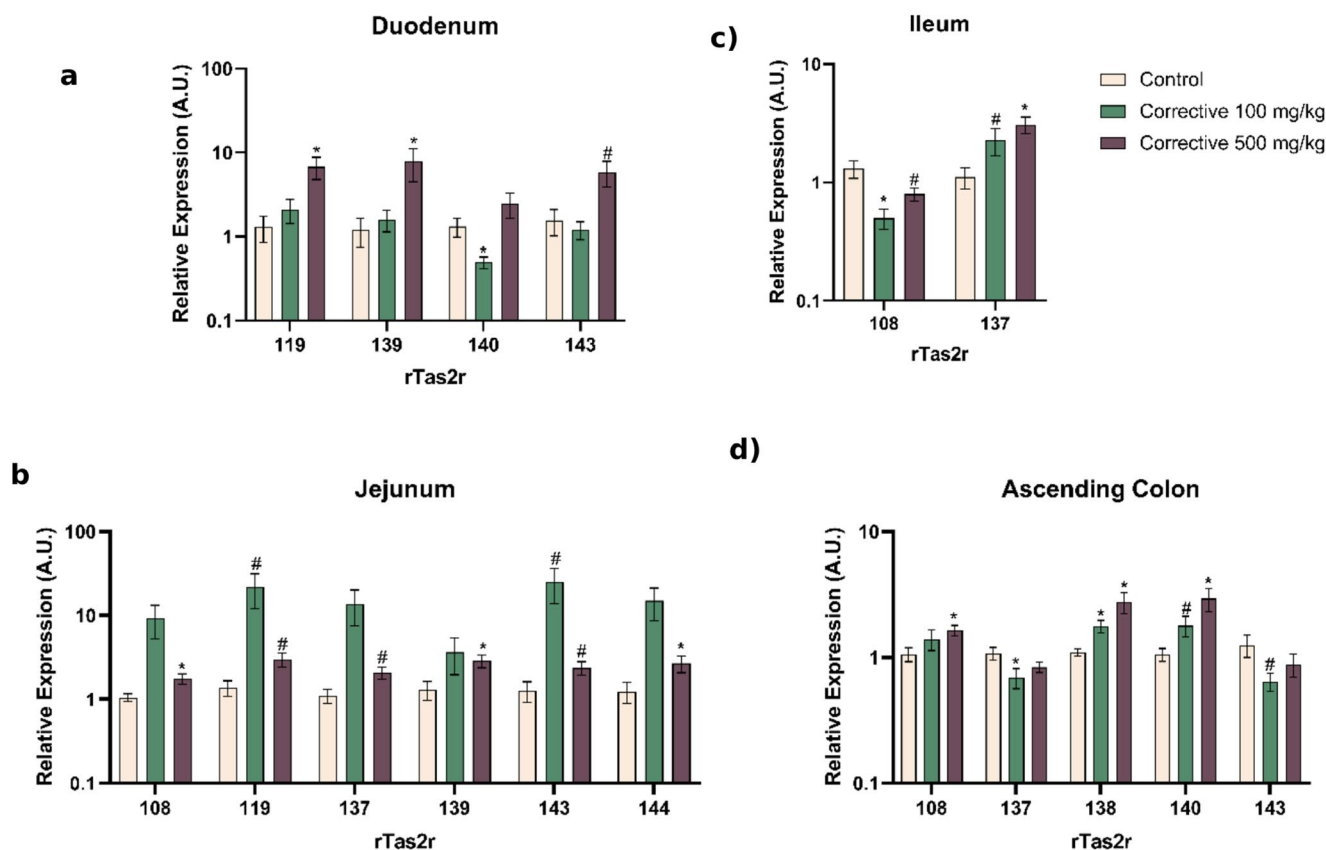 a
Duodenum
Relative Expression (A.U.)
100
10
1
0.1
*
*
*
#
119 139 140 143
rTas2r
c)
Ileum
Relative Expression (A.U.)
10
1
0.1
*
#
#
*
108 137
rTas2r
Control
Corrective 100 mg/kg
Corrective 500 mg/kg
b
Jejunum
Relative Expression (A.U.)
100
10
1
0.1
*
#
#
#
*
#
#
*
108 119 137 139 143 144
rTas2r
d)
Ascending Colon
Relative Expression (A.U.)
10
1
0.1
*
*
*
*
#
*
#
108 137 138 140 143
rTas2r